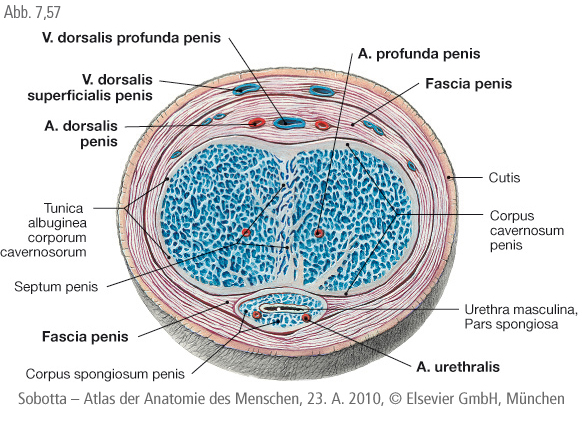 Abb. 7,57
V. dorsalis profunda penis
A. profunda penis
V. dorsalis
superficialis penis
Fascia penis
A. dorsalis
penis
Cutis
Tunica
albuginea
corporum
cavernosorum
Corpus
cavernosum
penis
Septum penis
Urethra masculina,
Pars spongiosa
Fascia penis
Corpus spongiosum penis
A. urethralis
Sobotta – Atlas der Anatomie des Menschen, 23. A. 2010, © Elsevier GmbH, München